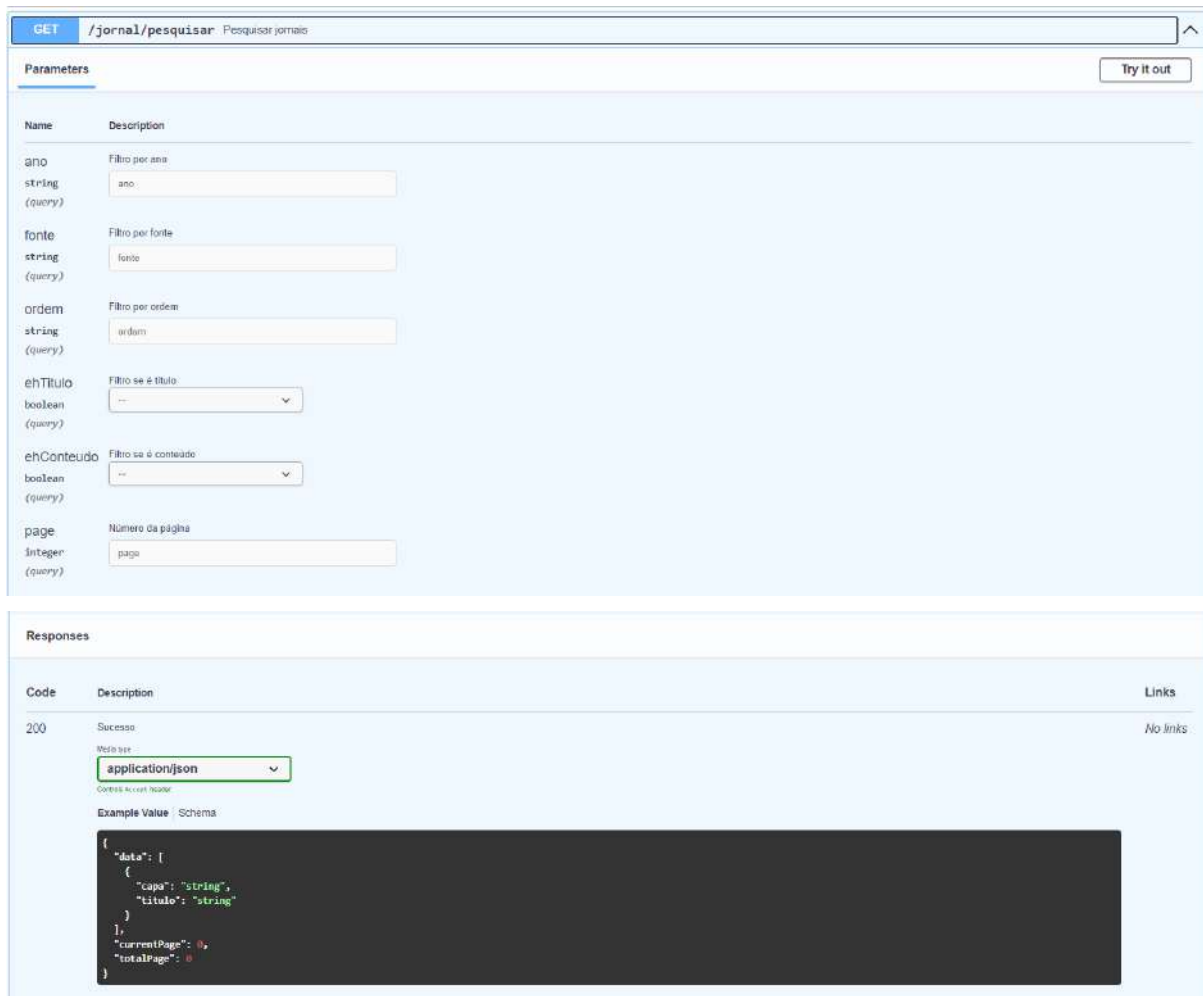 GET /jornal/pesquisar Pesquisar jornais
Parameters Try it out
Name Description
ano Filtro por ano
string ano
(query)
fonte Filtro por fonte
string fonte
(query)
ordem Filtro por ordem
string ordem
(query)
ehTitulo Filtro se é título
boolean --
(query)
ehConteudo Filtro se é conteúdo
boolean --
(query)
page Número da página
integer page
(query)
Responses
Code Description Links
200 Sucesso No links
Media type
application/json
Controls Accept header.
Example Value Schema
{
"data": [
{
"capa": "string",
"titulo": "string"
}
],
"currentPage": 0,
"totalPage": 0
}